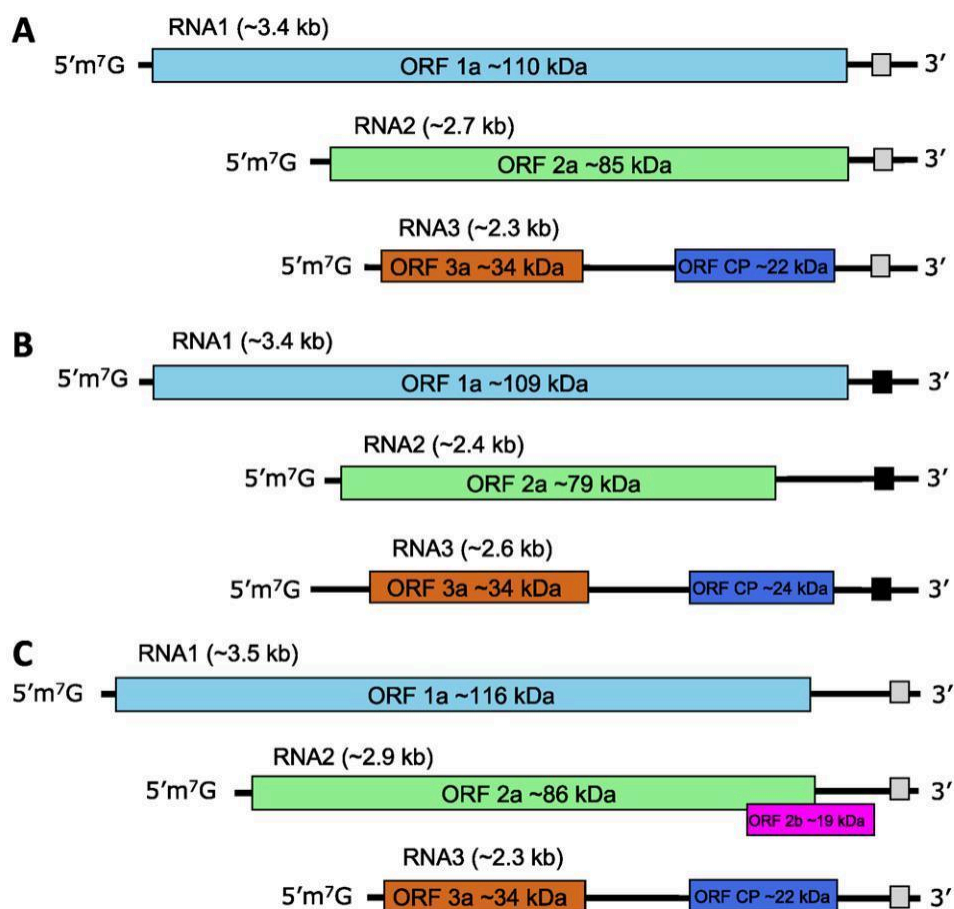 A
RNA1 (~3.4 kb)
5′m⁷G ORF 1a ~110 kDa 3′
RNA2 (~2.7 kb)
5′m⁷G ORF 2a ~85 kDa 3′
RNA3 (~2.3 kb)
5′m⁷G ORF 3a ~34 kDa ORF CP ~22 kDa 3′
B
RNA1 (~3.4 kb)
5′m⁷G ORF 1a ~109 kDa 3′
RNA2 (~2.4 kb)
5′m⁷G ORF 2a ~79 kDa 3′
RNA3 (~2.6 kb)
5′m⁷G ORF 3a ~34 kDa ORF CP ~24 kDa 3′
C
RNA1 (~3.5 kb)
5′m⁷G ORF 1a ~116 kDa 3′
RNA2 (~2.9 kb)
5′m⁷G ORF 2a ~86 kDa 3′
ORF 2b ~19 kDa
RNA3 (~2.3 kb)
5′m⁷G ORF 3a ~34 kDa ORF CP ~22 kDa 3′